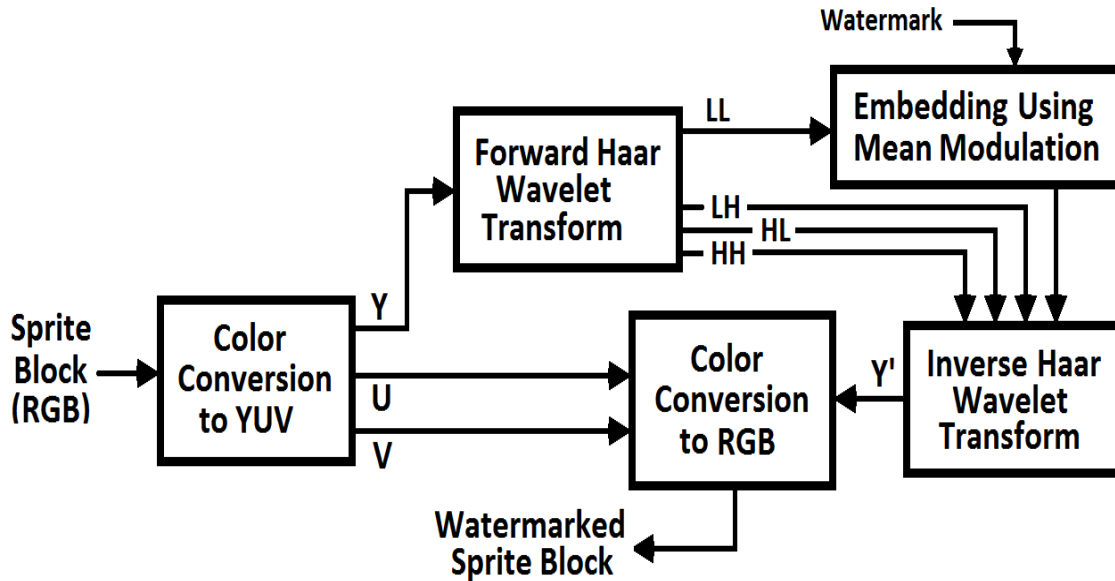 Watermark
Embedding Using
Mean Modulation
LL
Forward Haar
Wavelet
Transform
LH
HL
HH
Y
Sprite
Block
(RGB)
Color
Conversion
to YUV
U
V
Color
Conversion
to RGB
Y'
Inverse Haar
Wavelet
Transform
Watermarked
Sprite Block